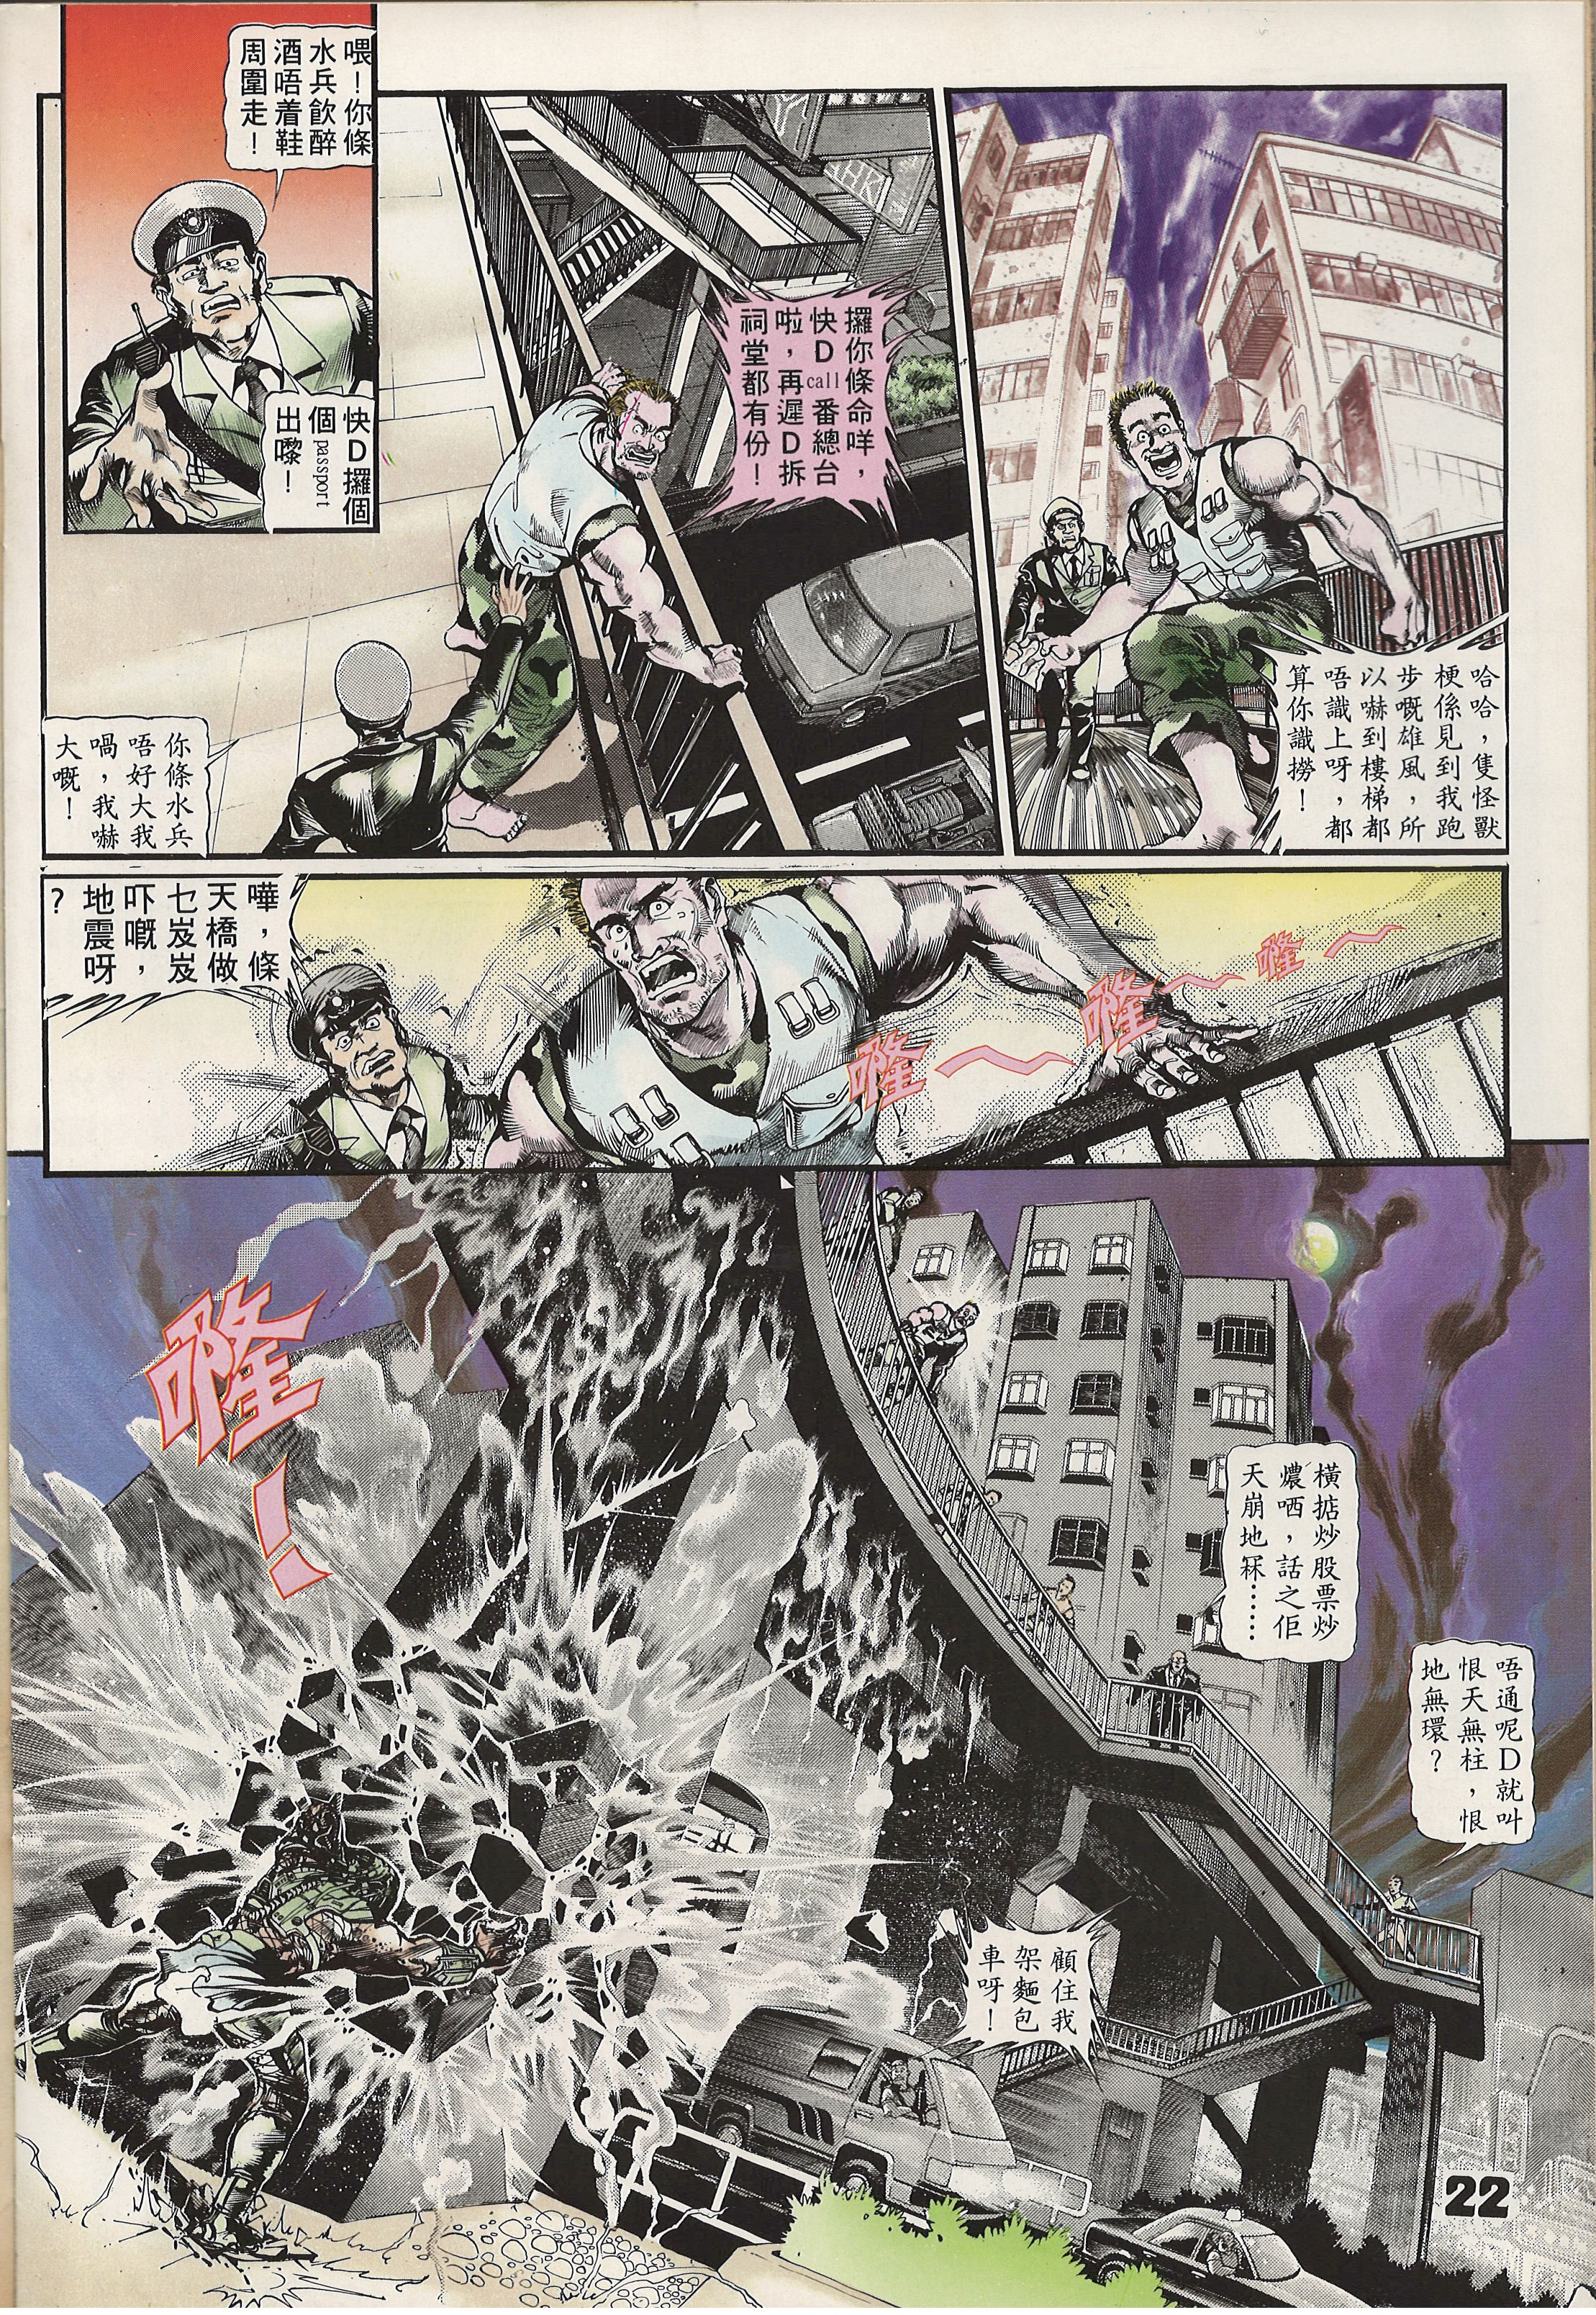 哈哈，隻怪獸
梗係見到我跑
步嘅雄風，所
以嚇到樓梯都
唔識上呀，都
算你識撈！
攞你條命咩，
快D call番總台
啦，再遲D拆
祠堂都有份！
你條水兵
唔好大我
喎，我嚇
大嘅！
喂！你條
水兵飲醉
酒唔着鞋
周圍走！
快D攞個
個passport
出嚟！
嘩，條
天橋做
乜岌岌
吓嘅，
地震呀
？
嚨～嚨～嚨～
嚨！
橫掂炒股票炒
燶哂，話之佢
天崩地冧……
唔通呢D就叫
恨天無柱，恨
地無環？
顧住我
架麵包
車呀！
22